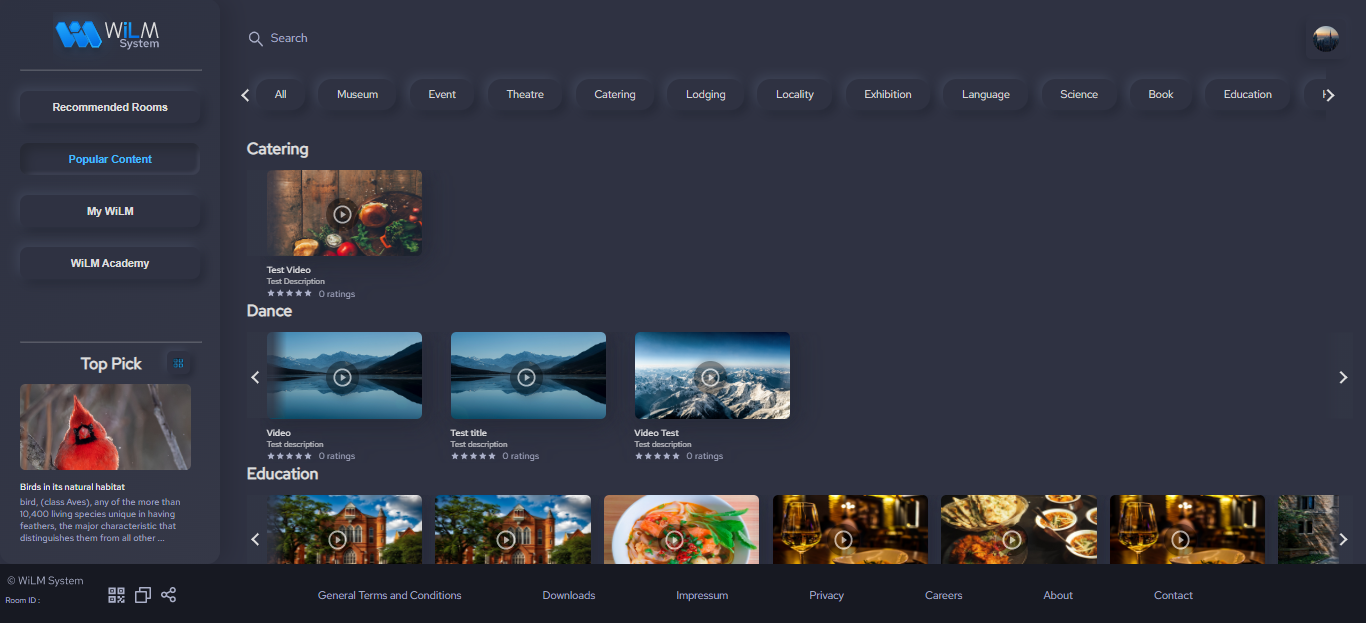 WiLM
System
Search
Recommended Rooms
Popular Content
My WiLM
WiLM Academy
All
Museum
Event
Theatre
Catering
Lodging
Locality
Exhibition
Language
Science
Book
Education
Catering
Test Video
Test Description
0 ratings
Dance
Video
Test description
0 ratings
Test title
Test description
0 ratings
Video Test
Test description
0 ratings
Education
Top Pick
Birds in its natural habitat
bird, (class Aves), any of the more than
10,400 living species unique in having
feathers, the major characteristic that
distinguishes them from all other ...
© WiLM System
Room ID :
General Terms and Conditions
Downloads
Impressum
Privacy
Careers
About
Contact